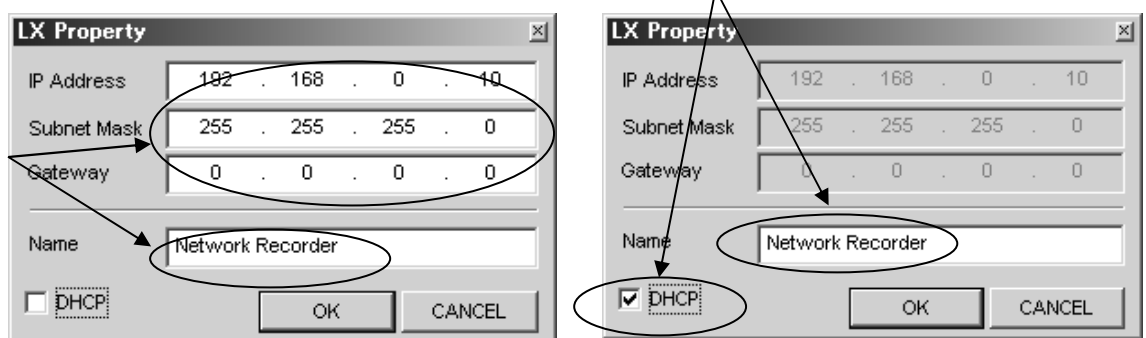 LX Property
IP Address 192 . 168 . 0 . 10
Subnet Mask 255 . 255 . 255 . 0
Gateway 0 . 0 . 0 . 0
Name Network Recorder
DHCP OK CANCEL
LX Property
IP Address 192 . 168 . 0 . 10
Subnet Mask 255 . 255 . 255 . 0
Gateway 0 . 0 . 0 . 0
Name Network Recorder
DHCP OK CANCEL